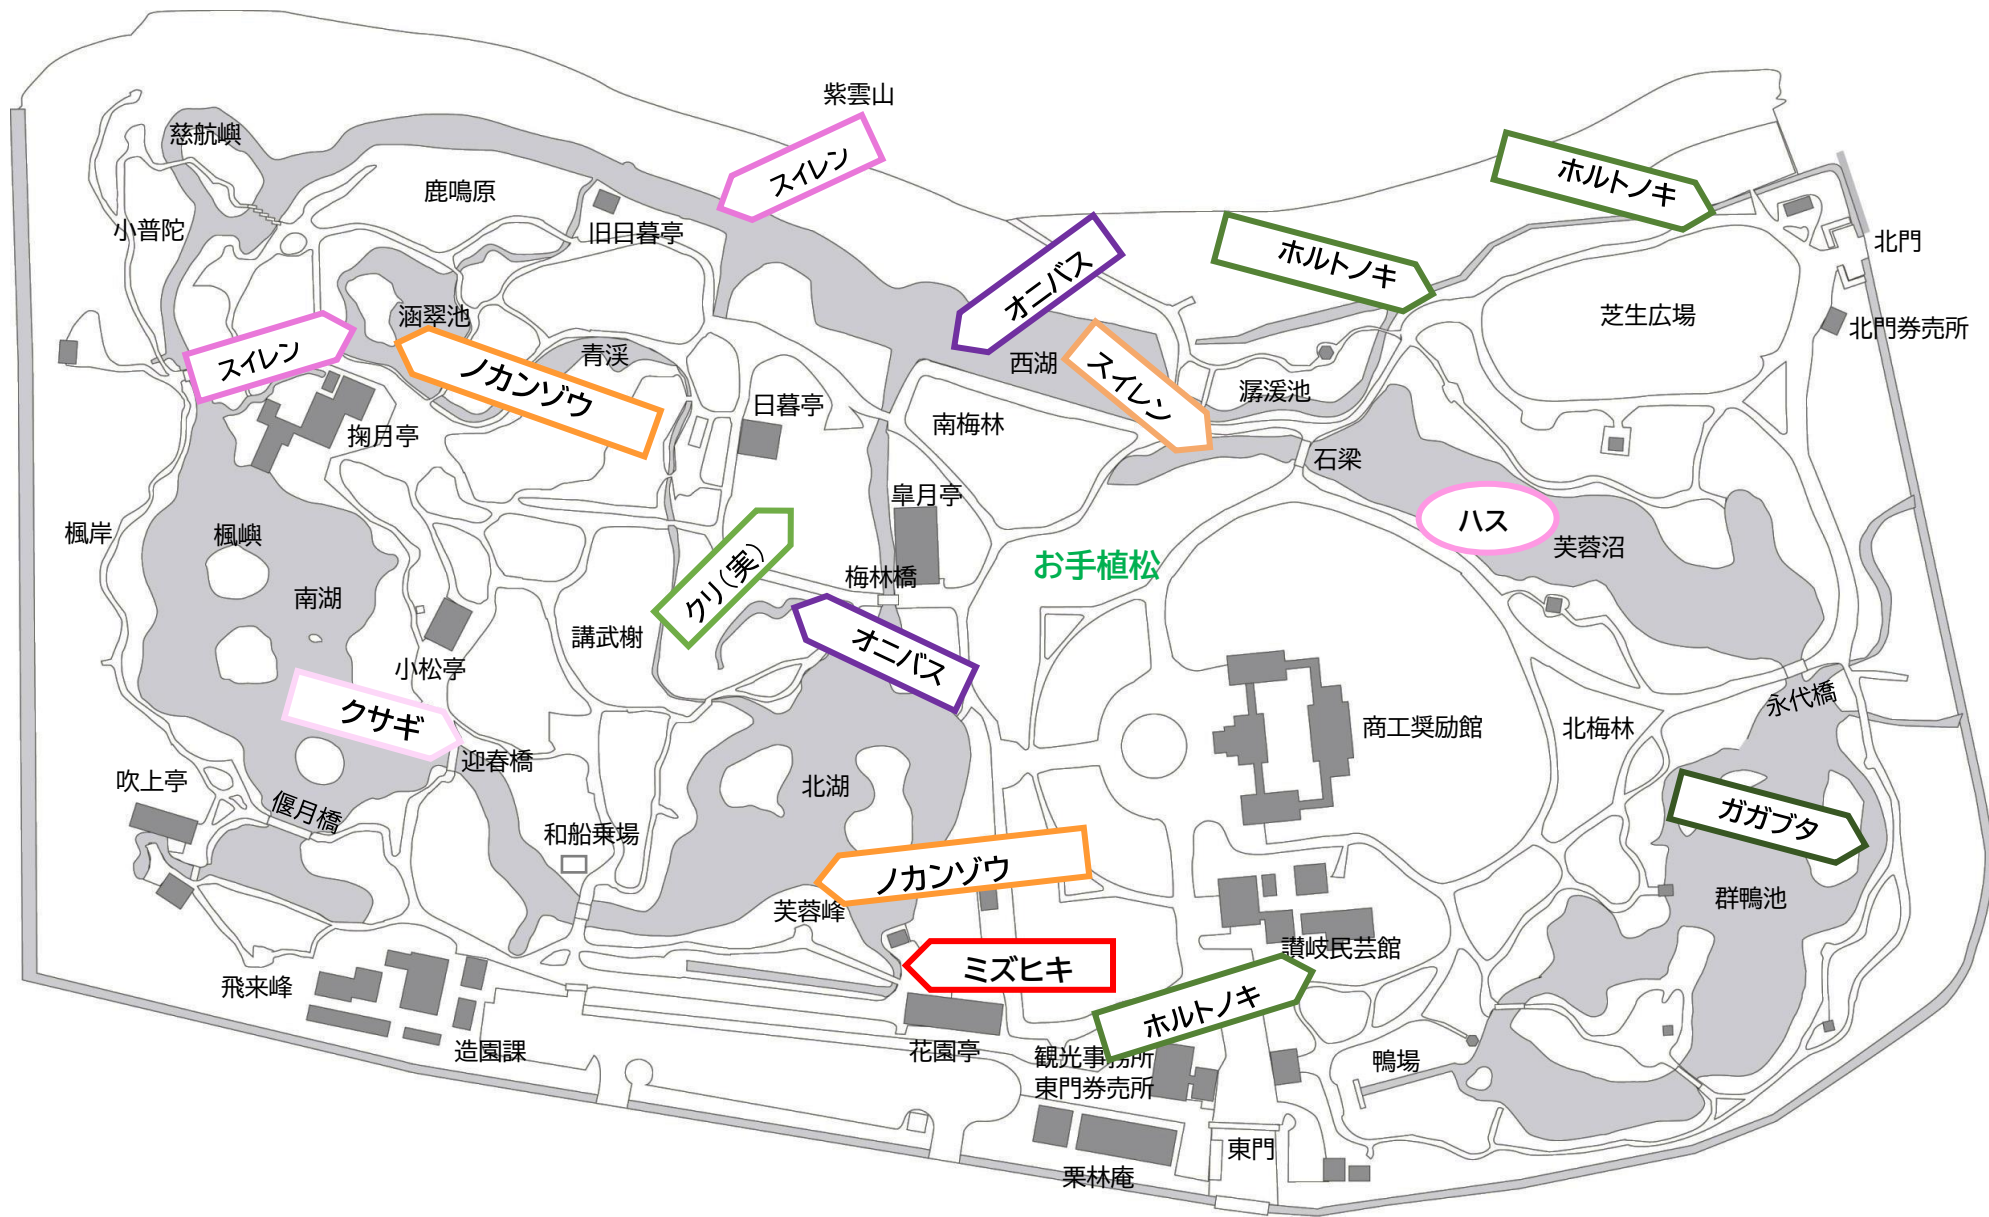 紫雲山
慈航嶼
スイレン
ホルトノキ
鹿鳴原
小普陀
旧日暮亭
北門
ホルトノキ
オニバス
涵翠池
芝生広場
北門券売所
スイレン
ノカンゾウ
青渓
西湖
スイレン
潺湲池
日暮亭
南梅林
掬月亭
石梁
皐月亭
ハス
楓岸
楓嶼
芙蓉沼
お手植松
クリ(実)
梅林橋
南湖
講武榭
オニバス
小松亭
クサギ
永代橋
商工奨励館
北梅林
迎春橋
吹上亭
北湖
偃月橋
ガガブタ
和船乗場
ノカンゾウ
芙蓉峰
群鴨池
讃岐民芸館
ミズヒキ
飛来峰
ホルトノキ
造園課
花園亭
観光事務所
東門券売所
鴨場
東門
栗林庵